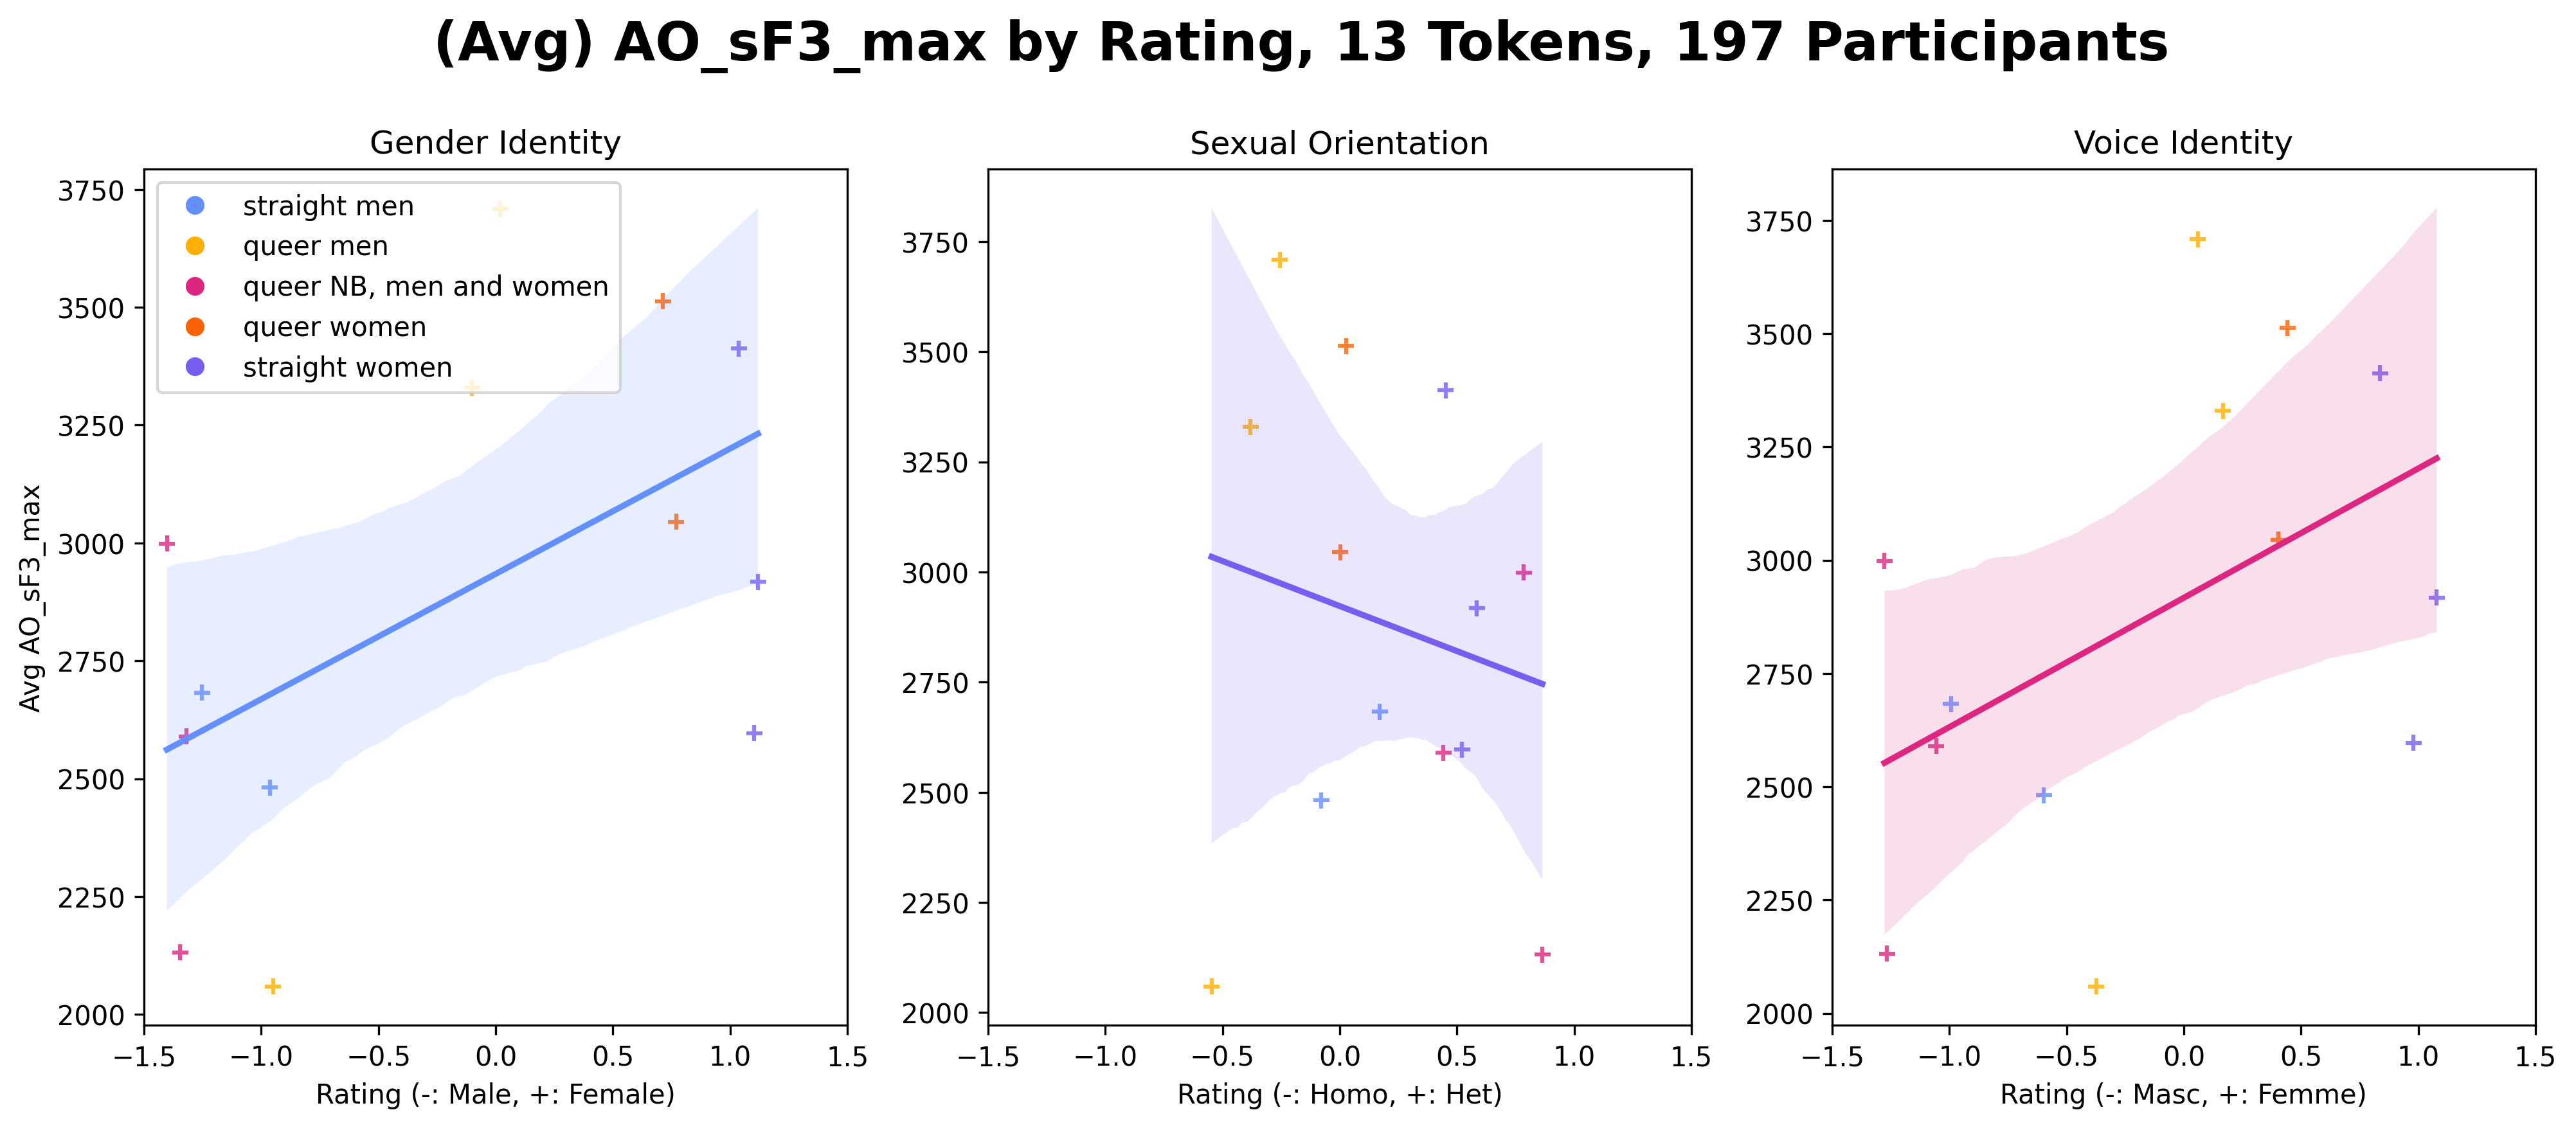 (Avg) AO_sF3_max by Rating, 13 Tokens, 197 Participants
Gender Identity
straight men
queer men
queer NB, men and women
queer women
straight women
Avg AO_sF3_max
3750
3500
3250
3000
2750
2500
2250
2000
−1.5 −1.0 −0.5 0.0 0.5 1.0 1.5
Rating (-: Male, +: Female)
Sexual Orientation
3750
3500
3250
3000
2750
2500
2250
2000
−1.5 −1.0 −0.5 0.0 0.5 1.0 1.5
Rating (-: Homo, +: Het)
Voice Identity
3750
3500
3250
3000
2750
2500
2250
2000
−1.5 −1.0 −0.5 0.0 0.5 1.0 1.5
Rating (-: Masc, +: Femme)